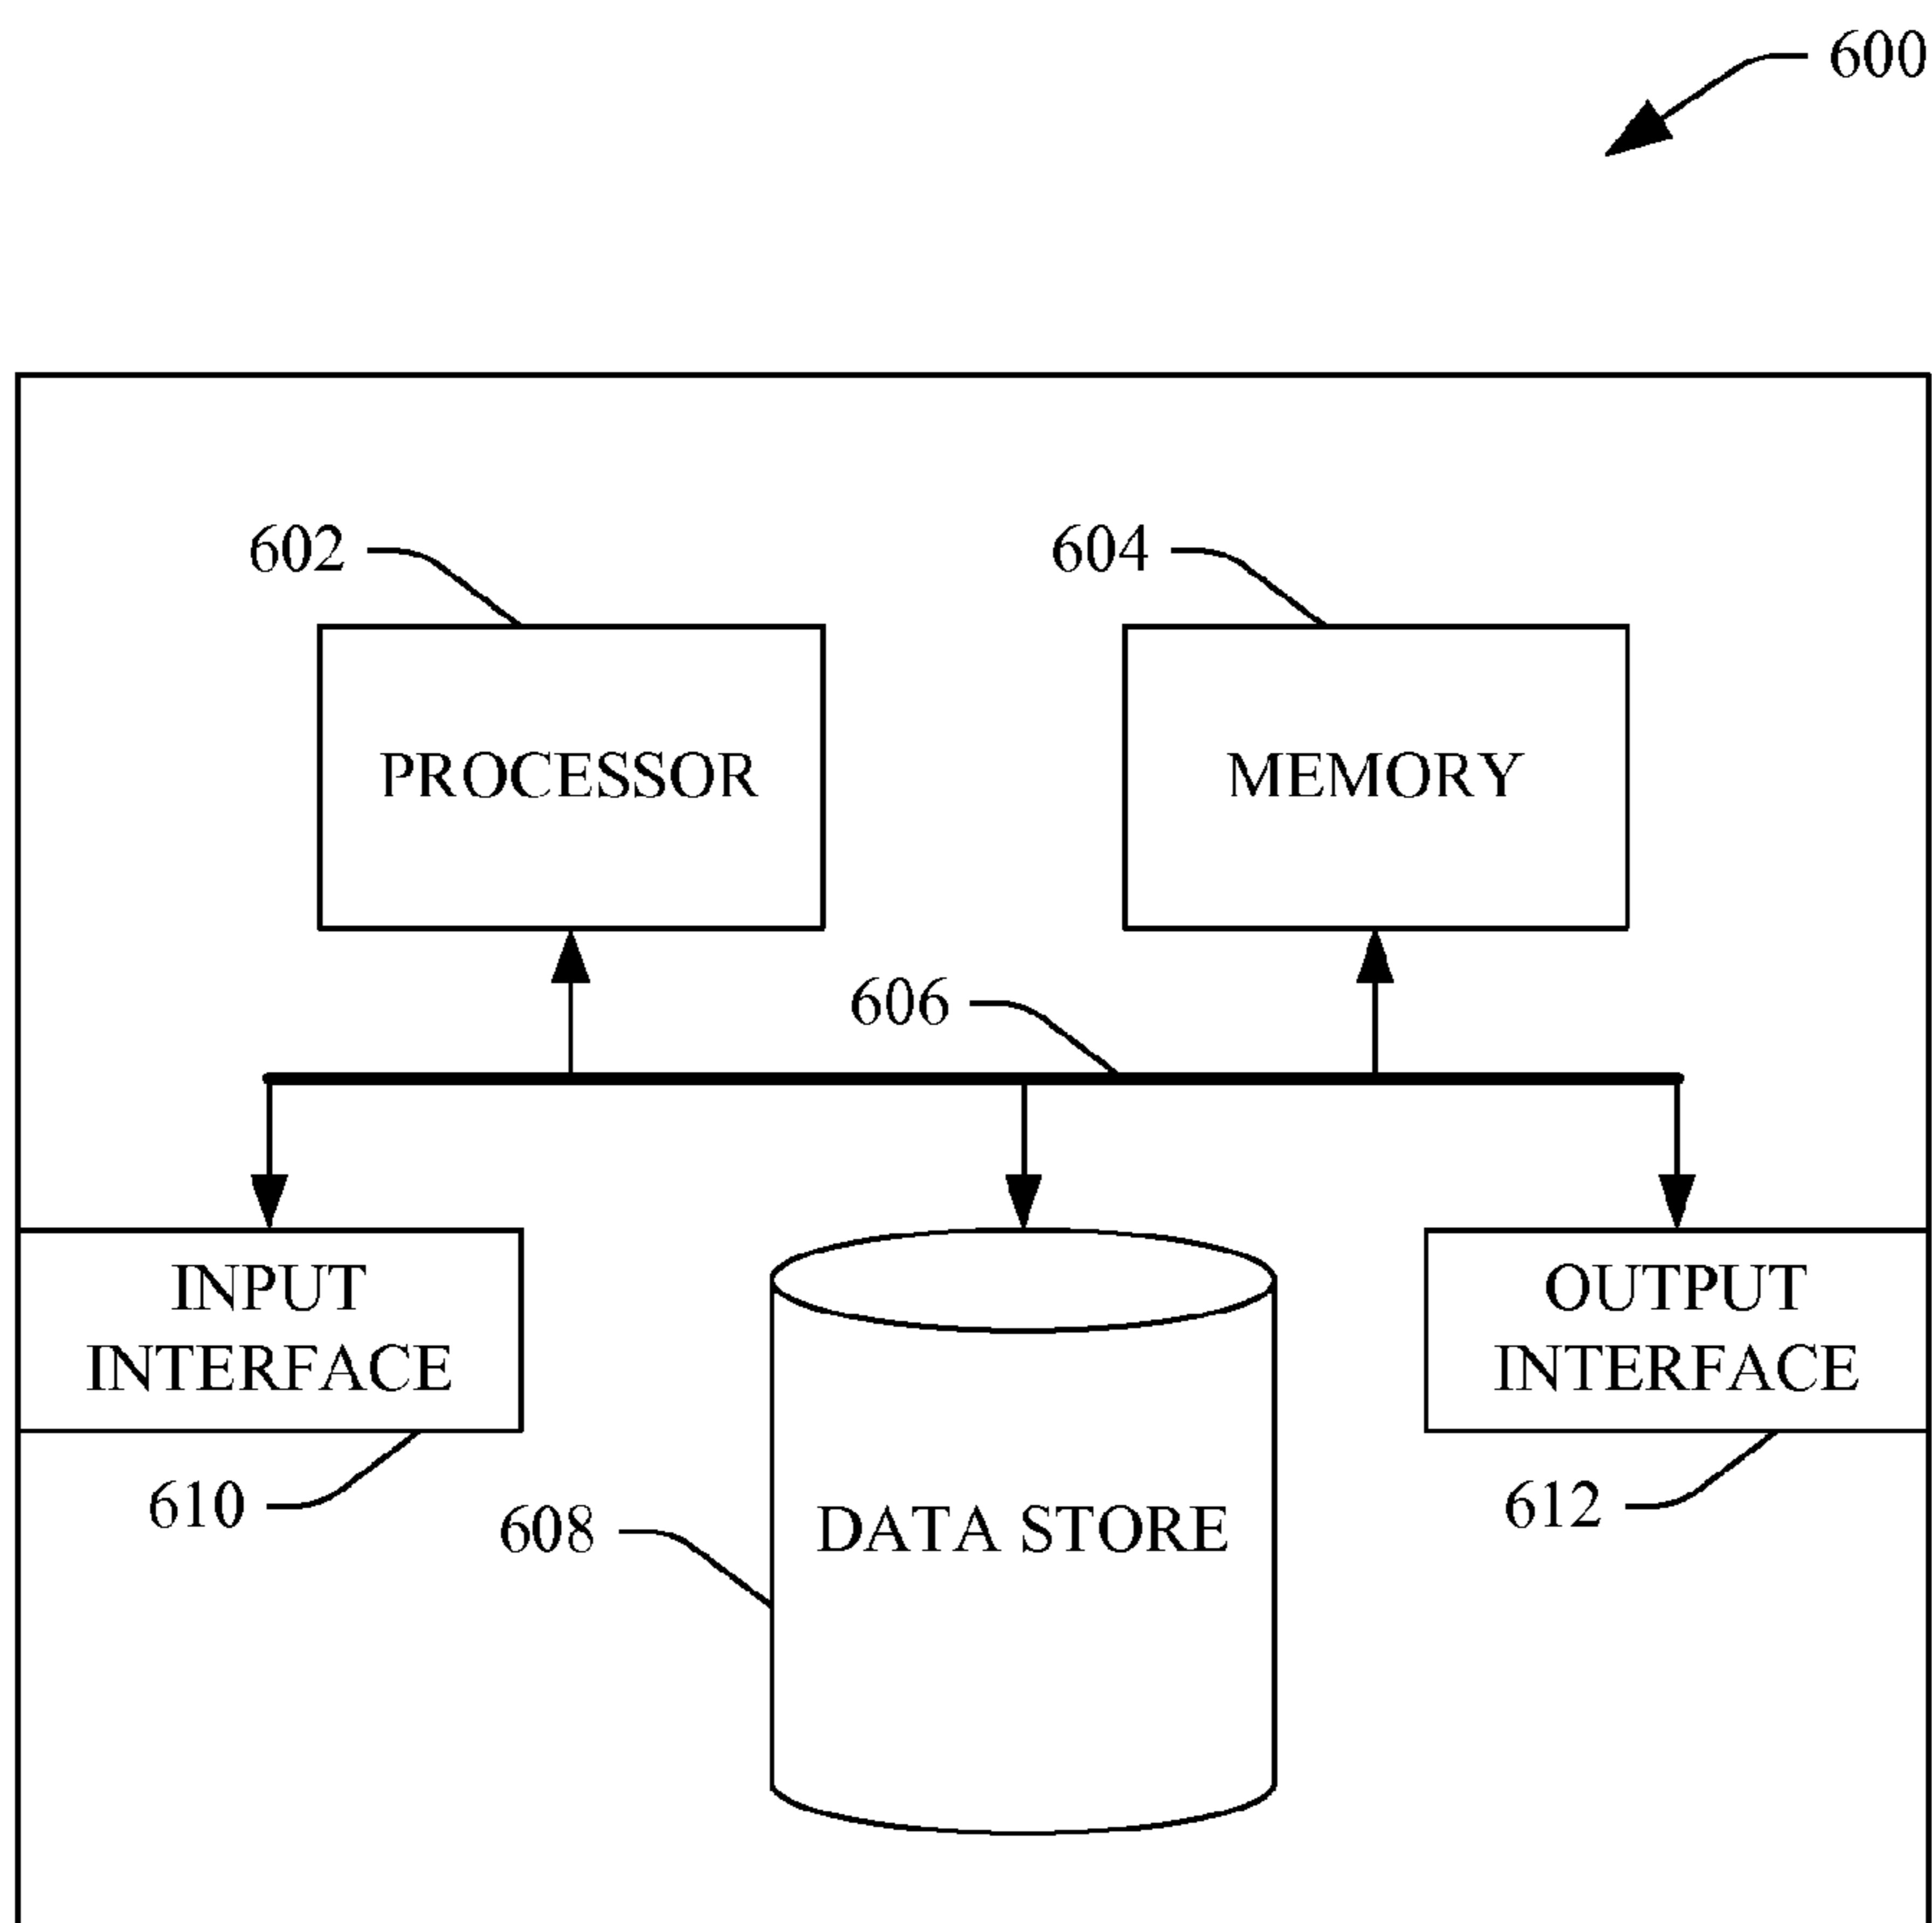 600
602
604
PROCESSOR
MEMORY
606
INPUT
INTERFACE
OUTPUT
INTERFACE
610
608
DATA STORE
612